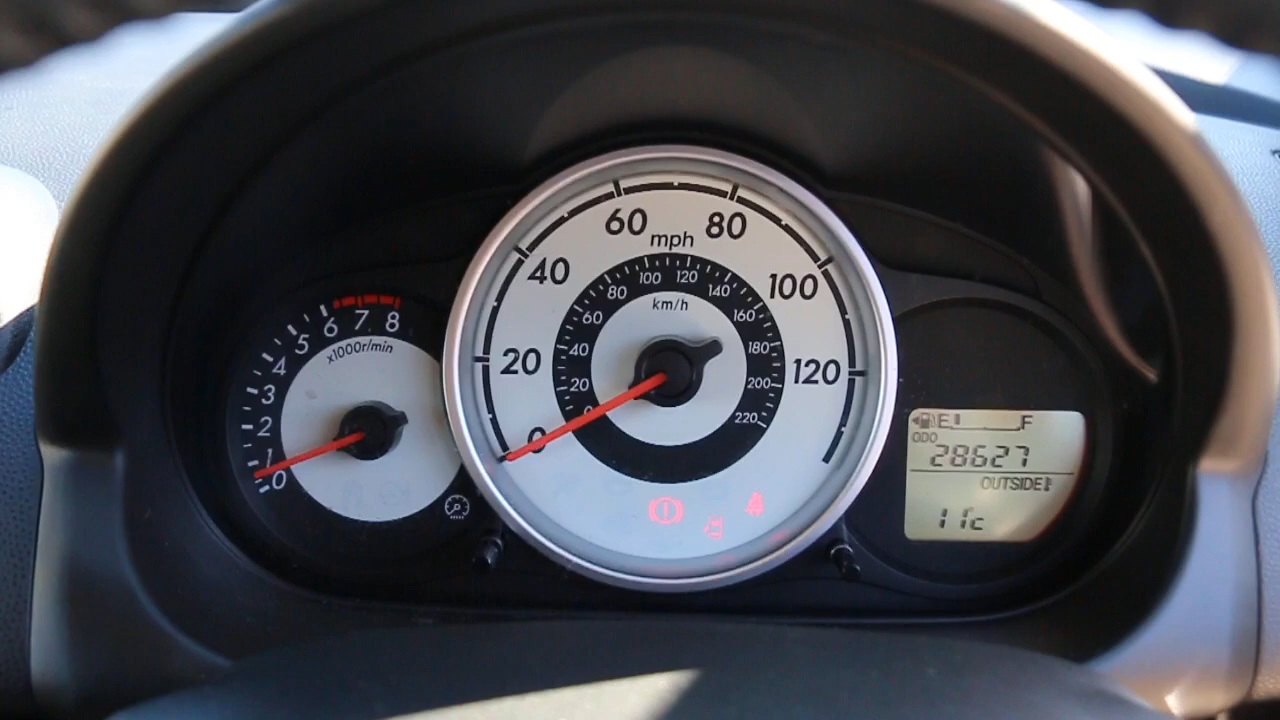 60 80
mph
40 100
20 120
0
100 120
80 140
60 km/h 160
40 180
20 200
0 220
6 7 8
5
4 x1000r/min
3
2
1
0
E F
ODO
28627
OUTSIDE
11c